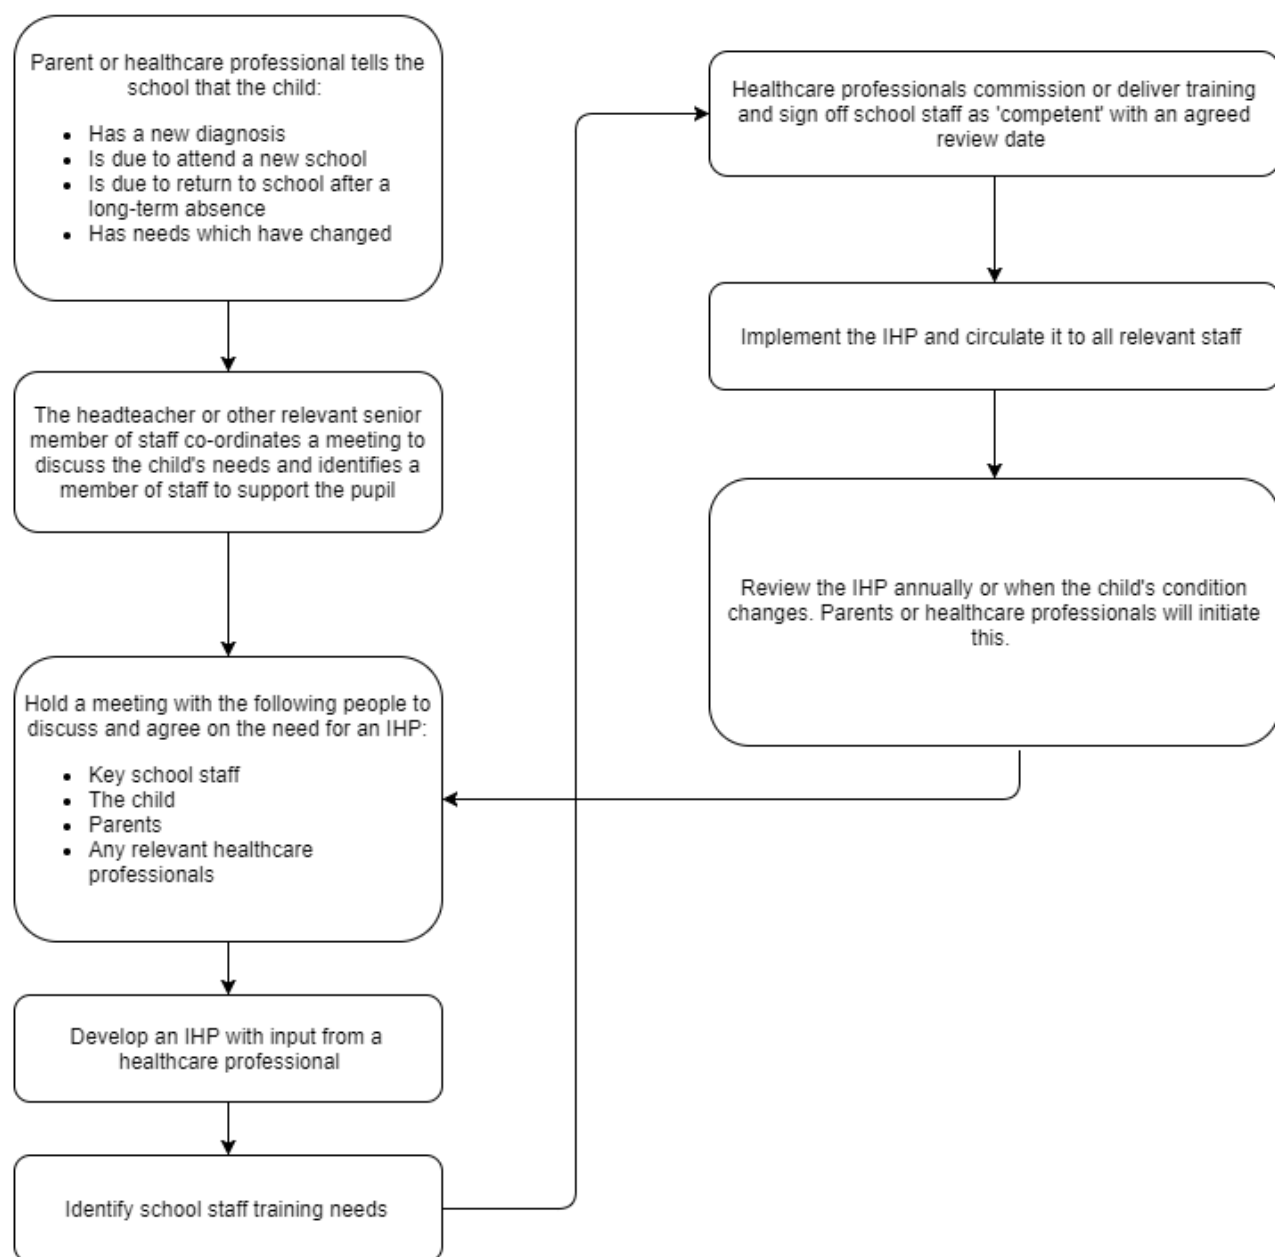 Parent or healthcare professional tells the
school that the child:
• Has a new diagnosis
• Is due to attend a new school
• Is due to return to school after a
long-term absence
• Has needs which have changed
The headteacher or other relevant senior
member of staff co-ordinates a meeting to
discuss the child's needs and identifies a
member of staff to support the pupil
Hold a meeting with the following people to
discuss and agree on the need for an IHP:
• Key school staff
• The child
• Parents
• Any relevant healthcare
professionals
Develop an IHP with input from a
healthcare professional
Identify school staff training needs
Healthcare professionals commission or deliver training
and sign off school staff as 'competent' with an agreed
review date
Implement the IHP and circulate it to all relevant staff
Review the IHP annually or when the child's condition
changes. Parents or healthcare professionals will initiate
this.